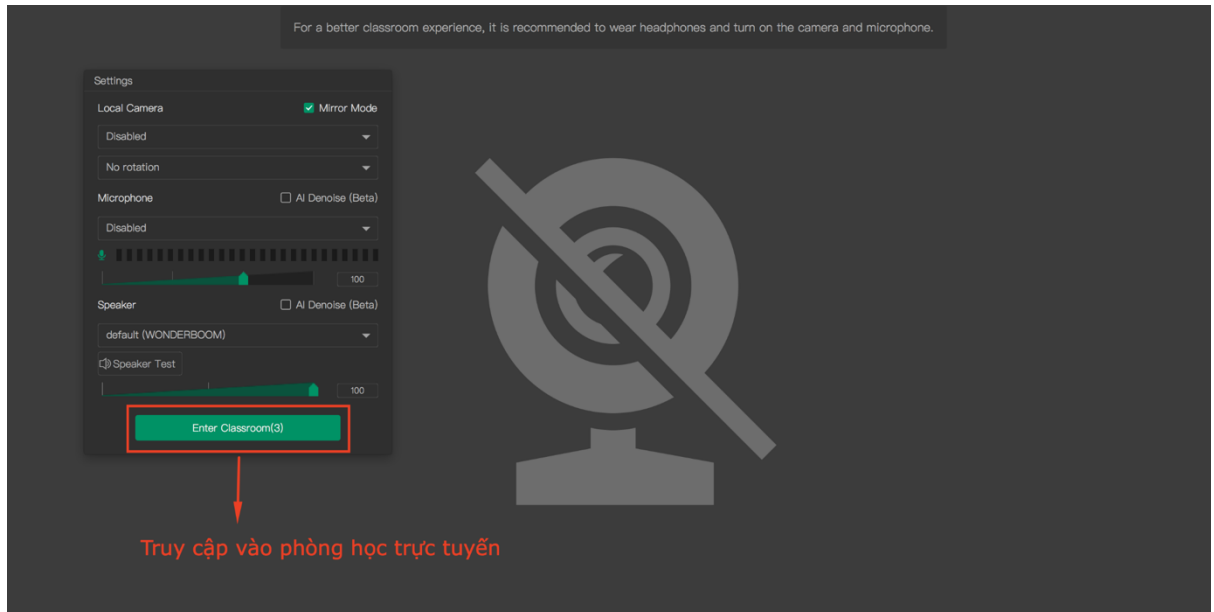 For a better classroom experience, it is recommended to wear headphones and turn on the camera and microphone.
Settings
Local Camera Mirror Mode
Disabled
No rotation
Microphone AI Denoise (Beta)
Disabled
100
Speaker AI Denoise (Beta)
default (WONDERBOOM)
Speaker Test
100
Enter Classroom(3)
Truy cập vào phòng học trực tuyến